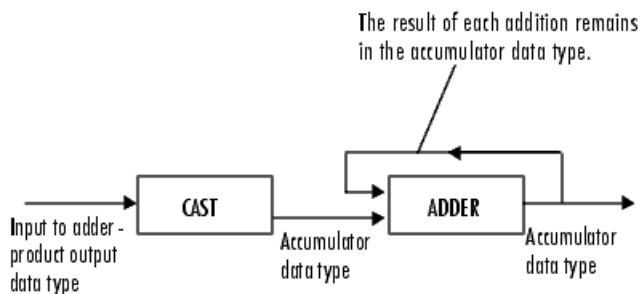 The result of each addition remains
in the accumulator data type.
CAST
ADDER
Input to adder -
product output
data type
Accumulator
data type
Accumulator
data type